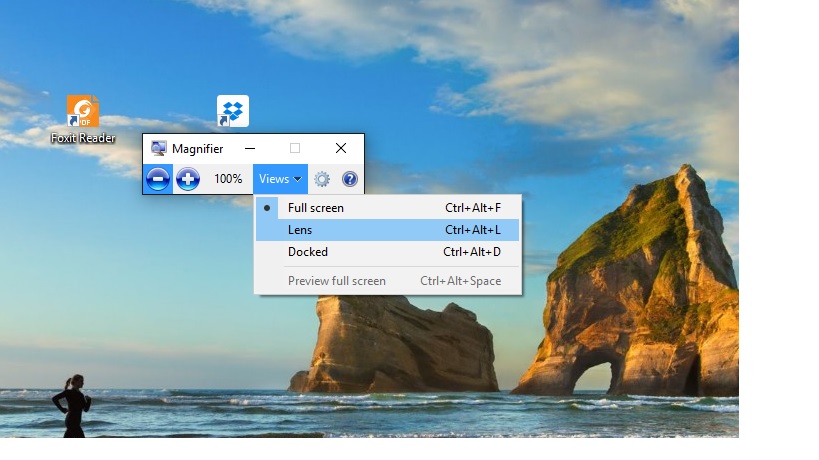 Foxit Reader
Magnifier
100% Views
Full screen Ctrl+Alt+F
Lens Ctrl+Alt+L
Docked Ctrl+Alt+D
Preview full screen Ctrl+Alt+Space